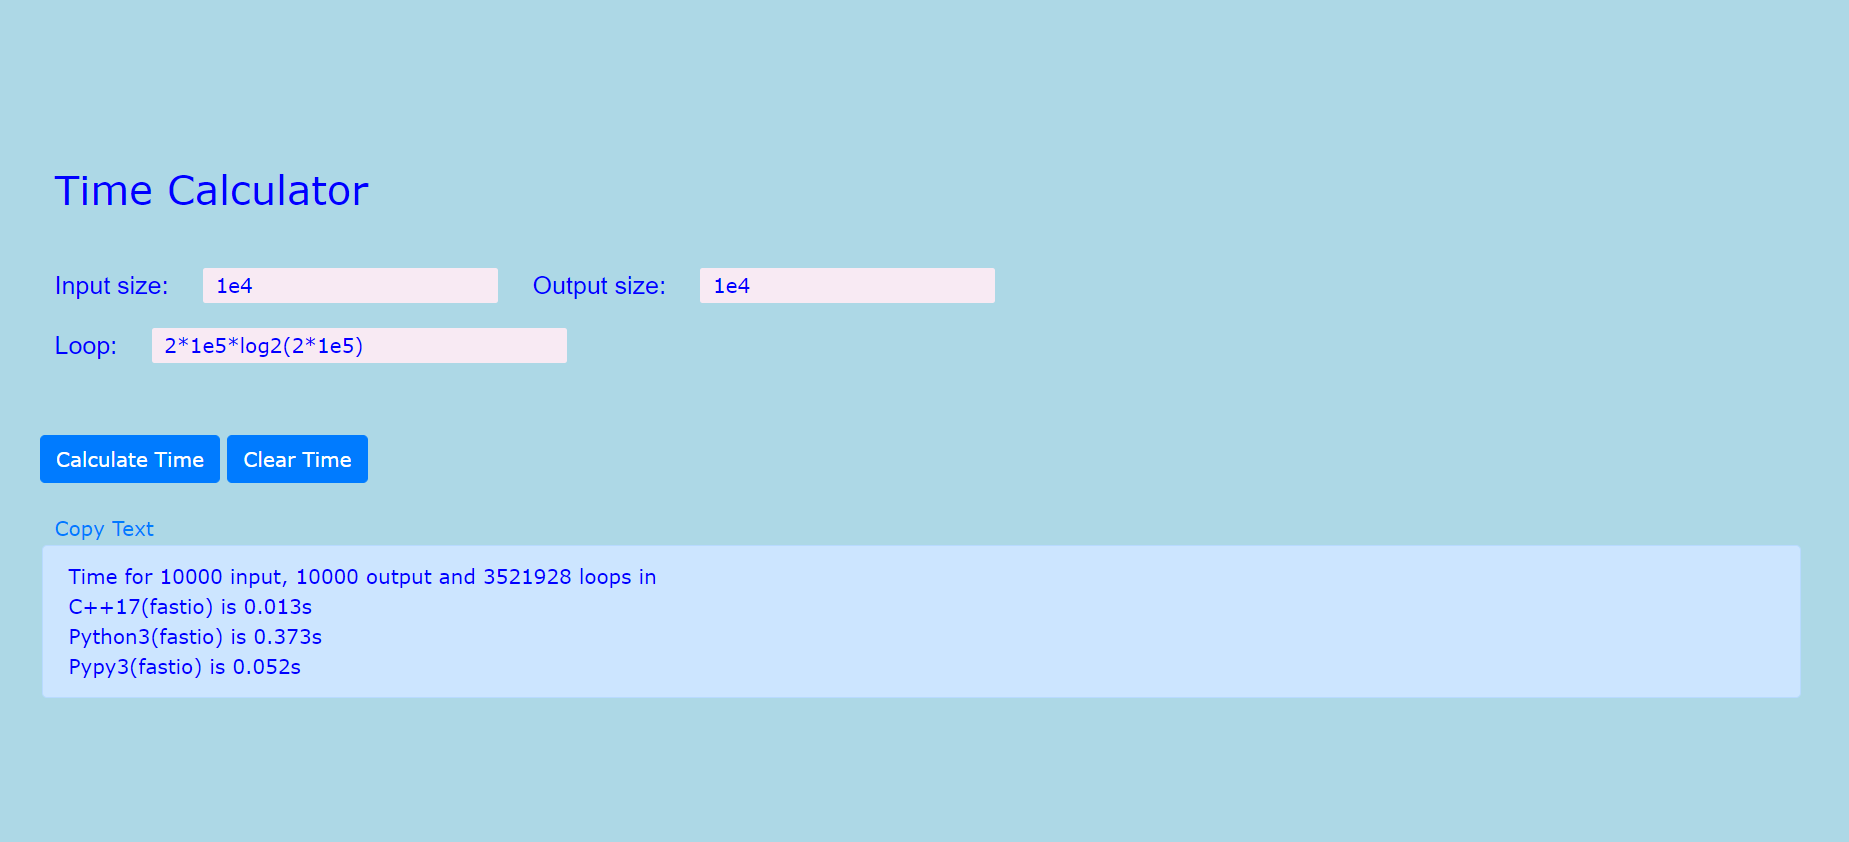 Time Calculator
Input size: 1e4 Output size: 1e4
Loop: 2*1e5*log2(2*1e5)
Calculate Time Clear Time
Copy Text
Time for 10000 input, 10000 output and 3521928 loops in
C++17(fastio) is 0.013s
Python3(fastio) is 0.373s
Pypy3(fastio) is 0.052s